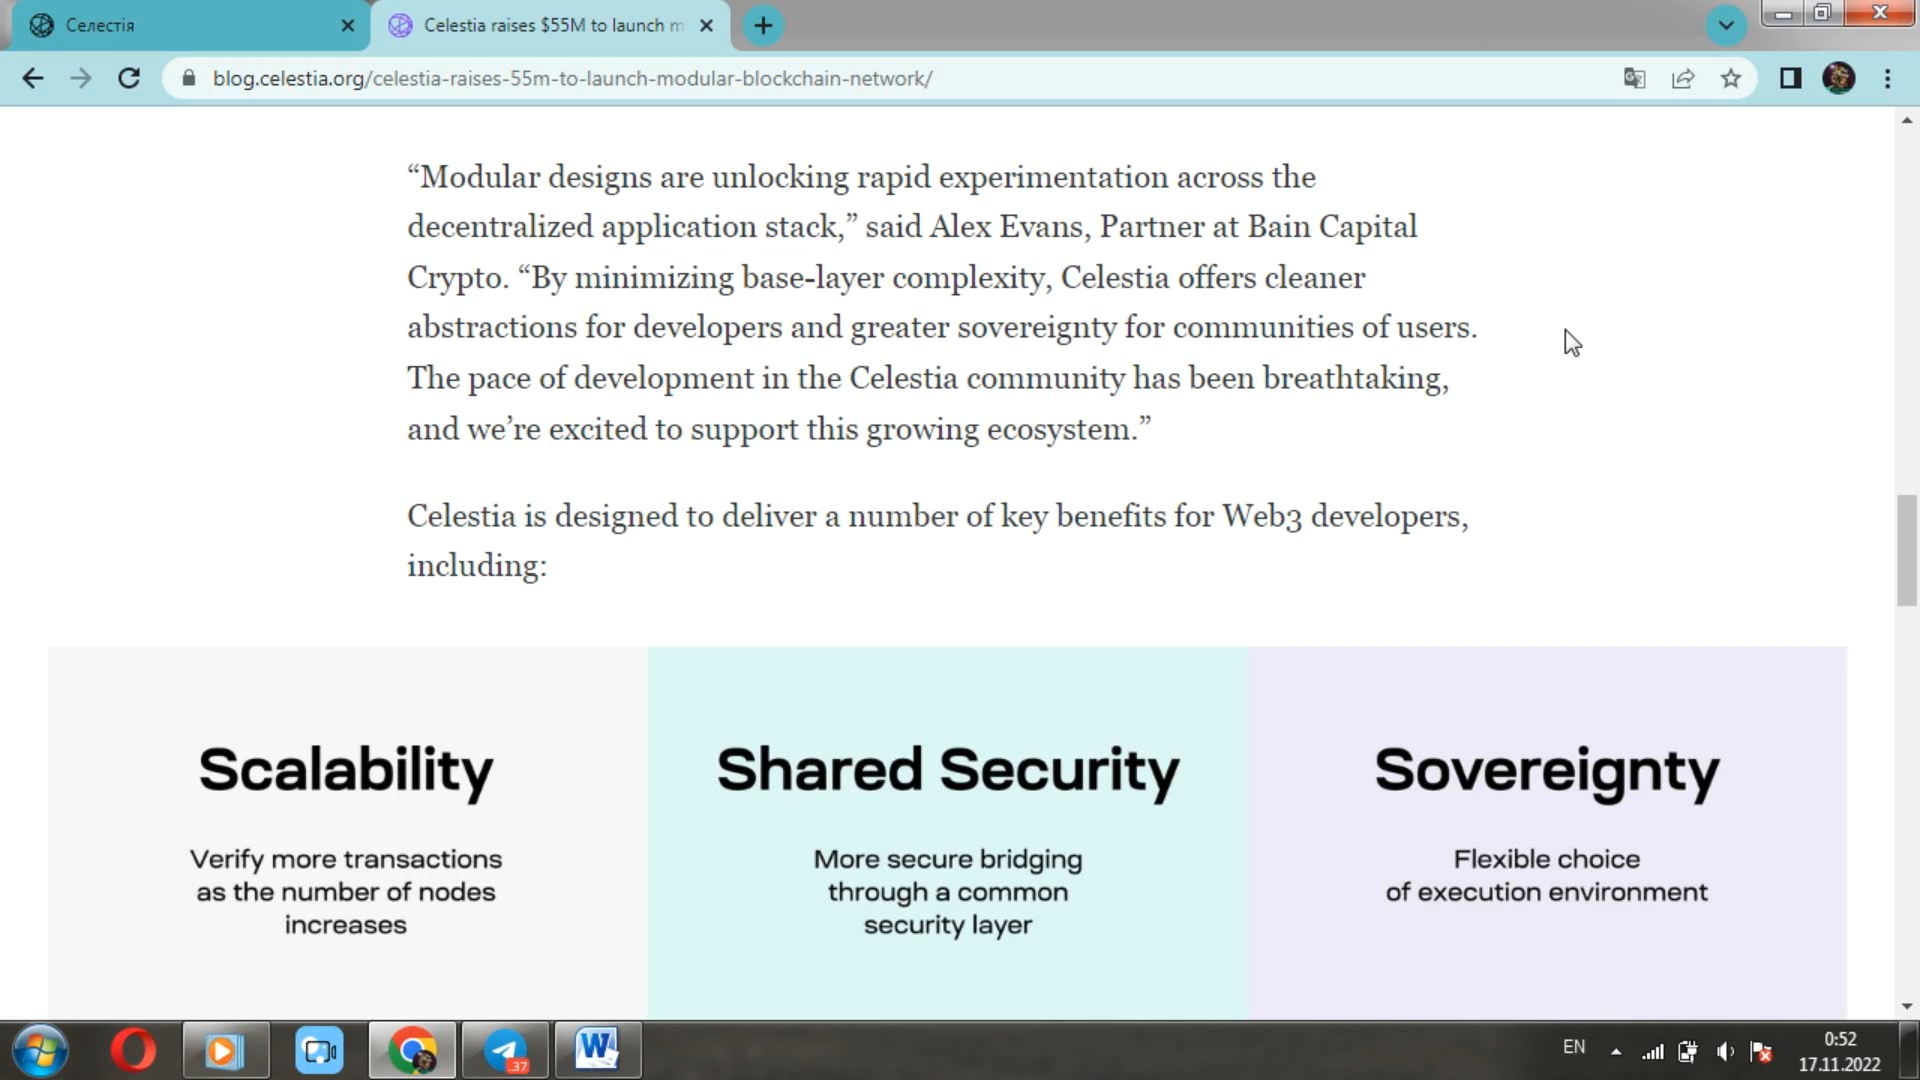 Селестія
Celestia raises $55M to launch m
blog.celestia.org/celestia-raises-55m-to-launch-modular-blockchain-network/
“Modular designs are unlocking rapid experimentation across the
decentralized application stack,” said Alex Evans, Partner at Bain Capital
Crypto. “By minimizing base-layer complexity, Celestia offers cleaner
abstractions for developers and greater sovereignty for communities of users.
The pace of development in the Celestia community has been breathtaking,
and we’re excited to support this growing ecosystem.”
Celestia is designed to deliver a number of key benefits for Web3 developers,
including:
Scalability
Verify more transactions
as the number of nodes
increases
Shared Security
More secure bridging
through a common
security layer
Sovereignty
Flexible choice
of execution environment
37
W
EN
0:52
17.11.2022